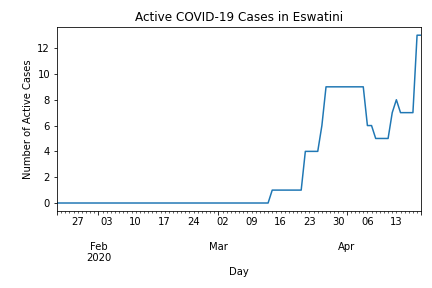 Active COVID-19 Cases in Eswatini
Number of Active Cases
12
10
8
6
4
2
0
27 03 10 17 24 02 09 16 23 30 06 13
Feb Mar Apr
2020
Day